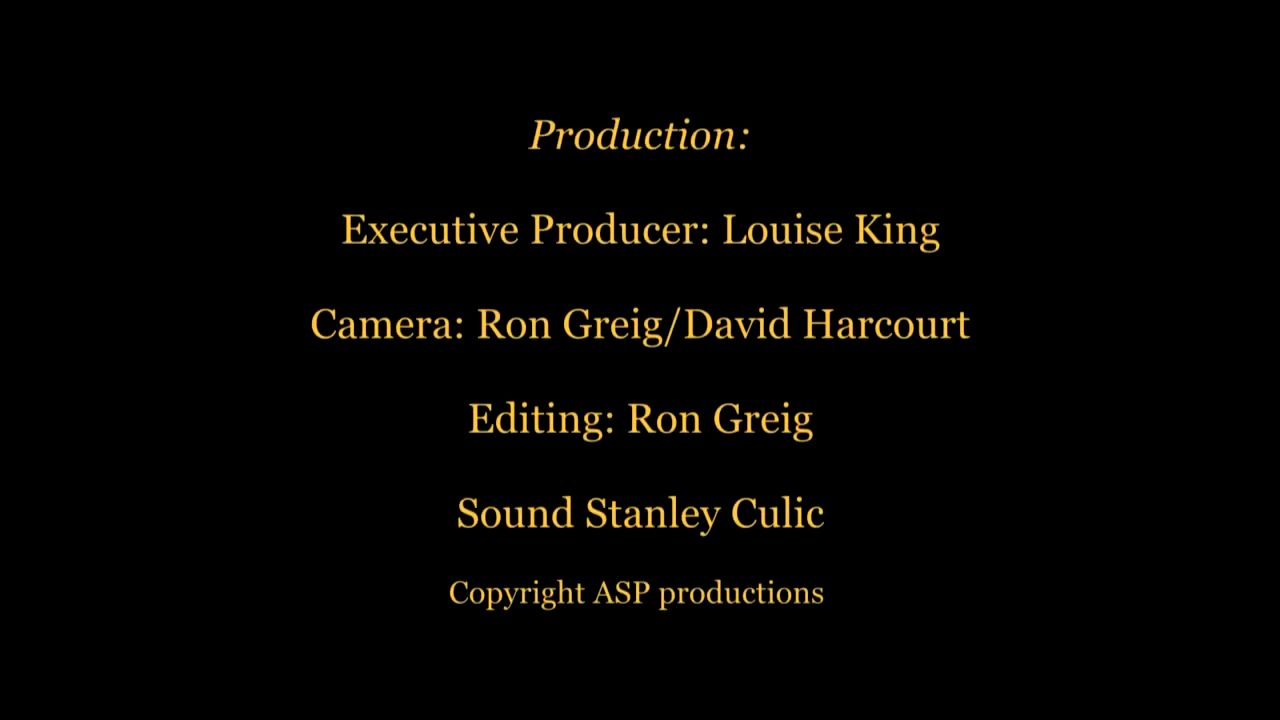 Production:
Executive Producer: Louise King
Camera: Ron Greig/David Harcourt
Editing: Ron Greig
Sound Stanley Culic
Copyright ASP productions